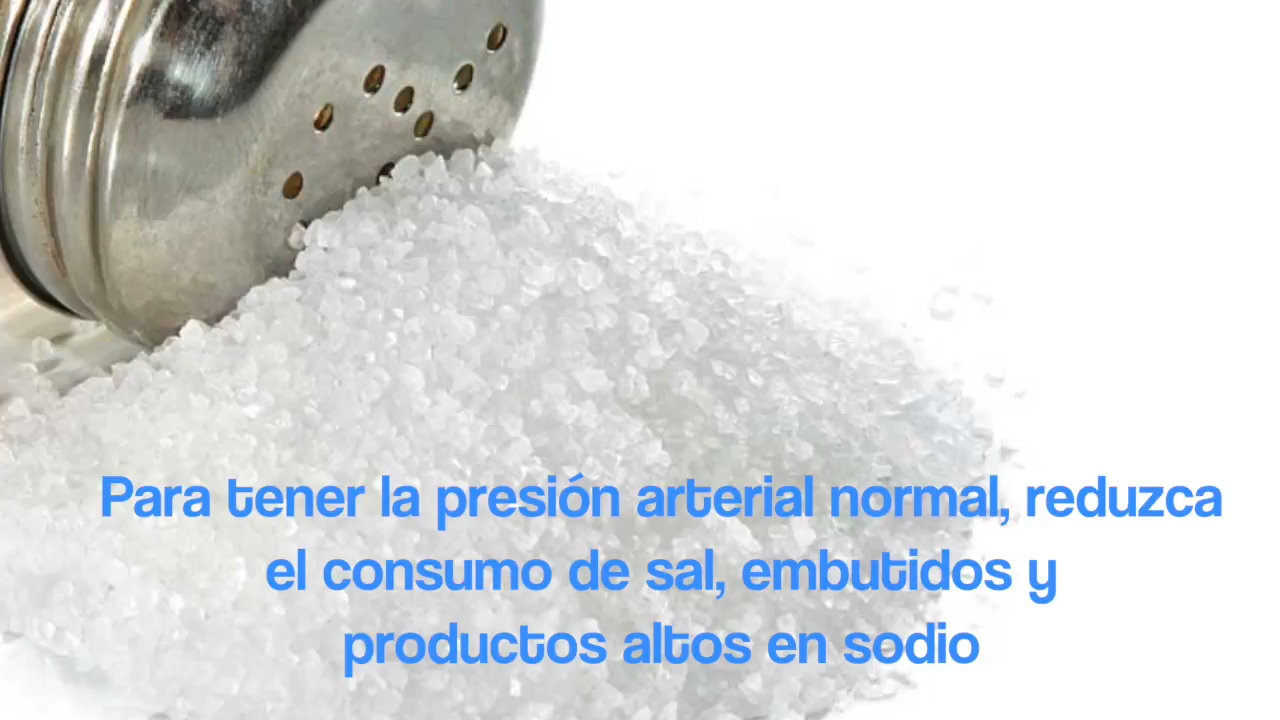 Para tener la presión arterial normal, reduzca
el consumo de sal, embutidos y
productos altos en sodio